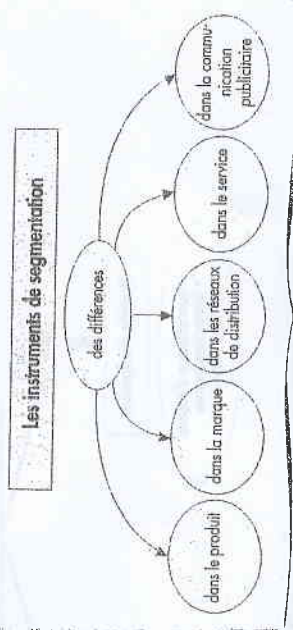 Les instruments de segmentation
des différences
dans le produit
dans la marque
dans les réseaux
de distribution
dans le service
dans la commu-
nication
publicitaire